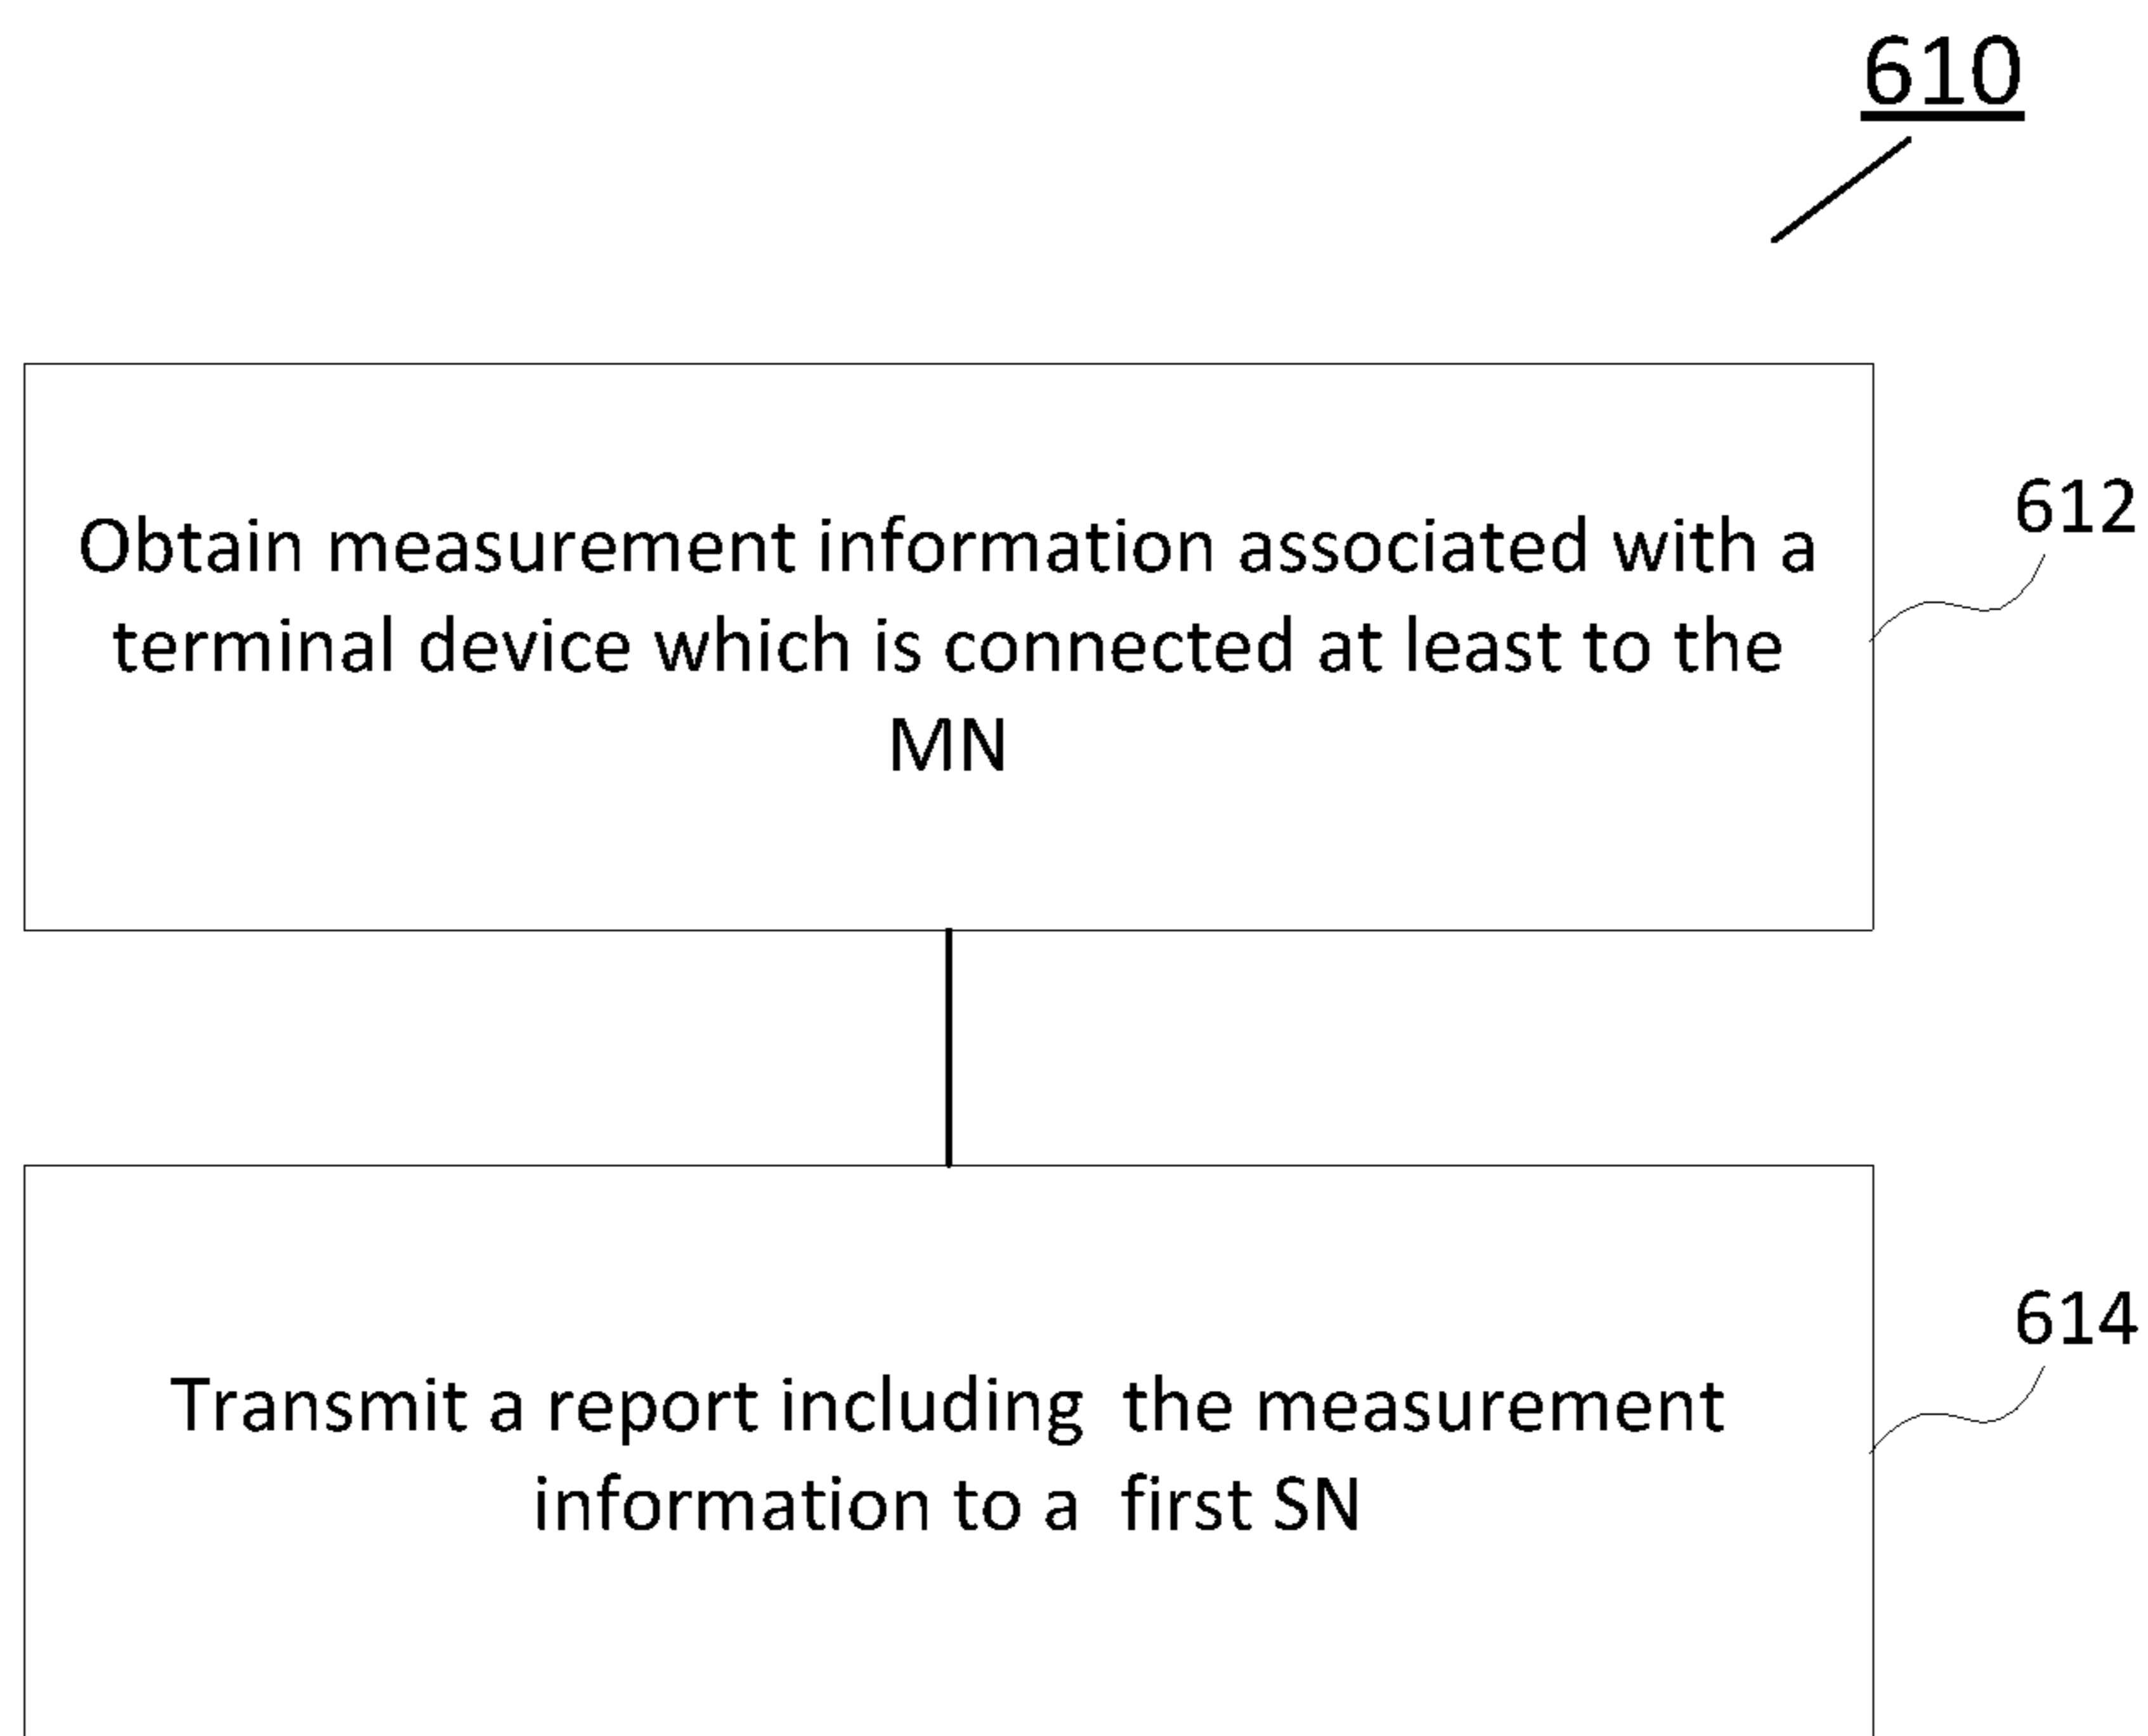 610
Obtain measurement information associated with a
612
terminal device which is connected at least to the
MN
614
Transmit a report including  the measurement
information to a  first SN